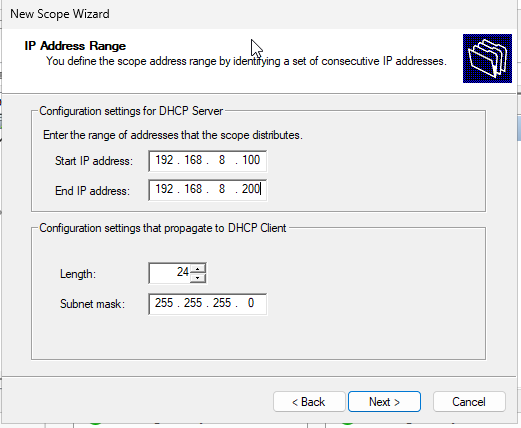 New Scope Wizard
IP Address Range
You define the scope address range by identifying a set of consecutive IP addresses.
Configuration settings for DHCP Server
Enter the range of addresses that the scope distributes.
Start IP address: 192 . 168 . 8 . 100
End IP address: 192 . 168 . 8 . 200
Configuration settings that propagate to DHCP Client
Length: 24
Subnet mask: 255 . 255 . 255 . 0
< Back Next > Cancel